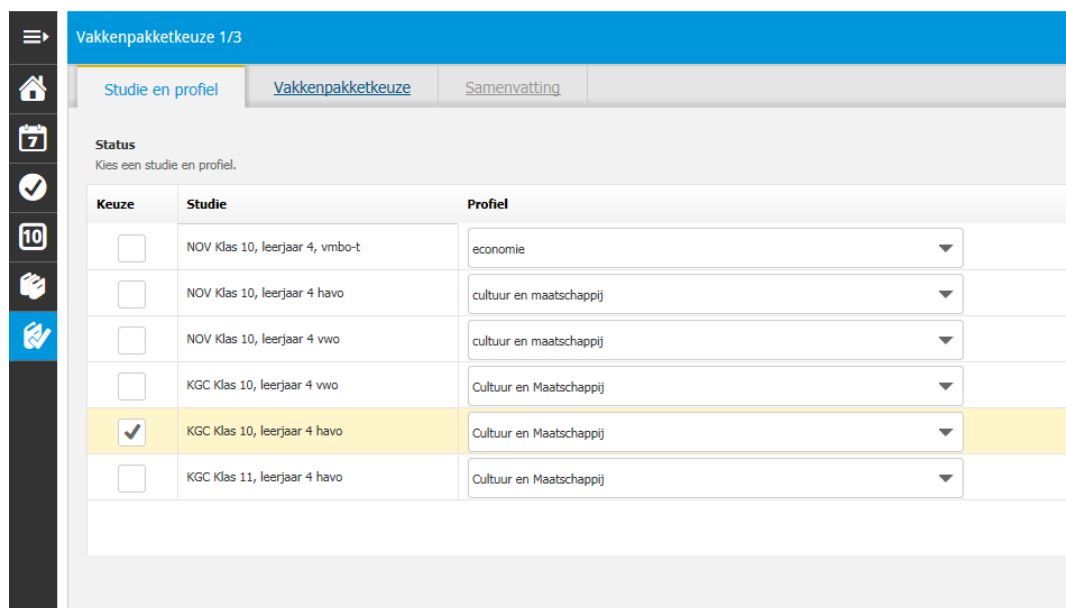 Vakkenpakketkeuze 1/3
Studie en profiel Vakkenpakketkeuze Samenvatting
7
Status
Kies een studie en profiel.
10
Keuze Studie Profiel
NOV Klas 10, leerjaar 4, vmbo-t economie
NOV Klas 10, leerjaar 4 havo cultuur en maatschappij
NOV Klas 10, leerjaar 4 vwo cultuur en maatschappij
KGC Klas 10, leerjaar 4 vwo Cultuur en Maatschappij
KGC Klas 10, leerjaar 4 havo Cultuur en Maatschappij
KGC Klas 11, leerjaar 4 havo Cultuur en Maatschappij